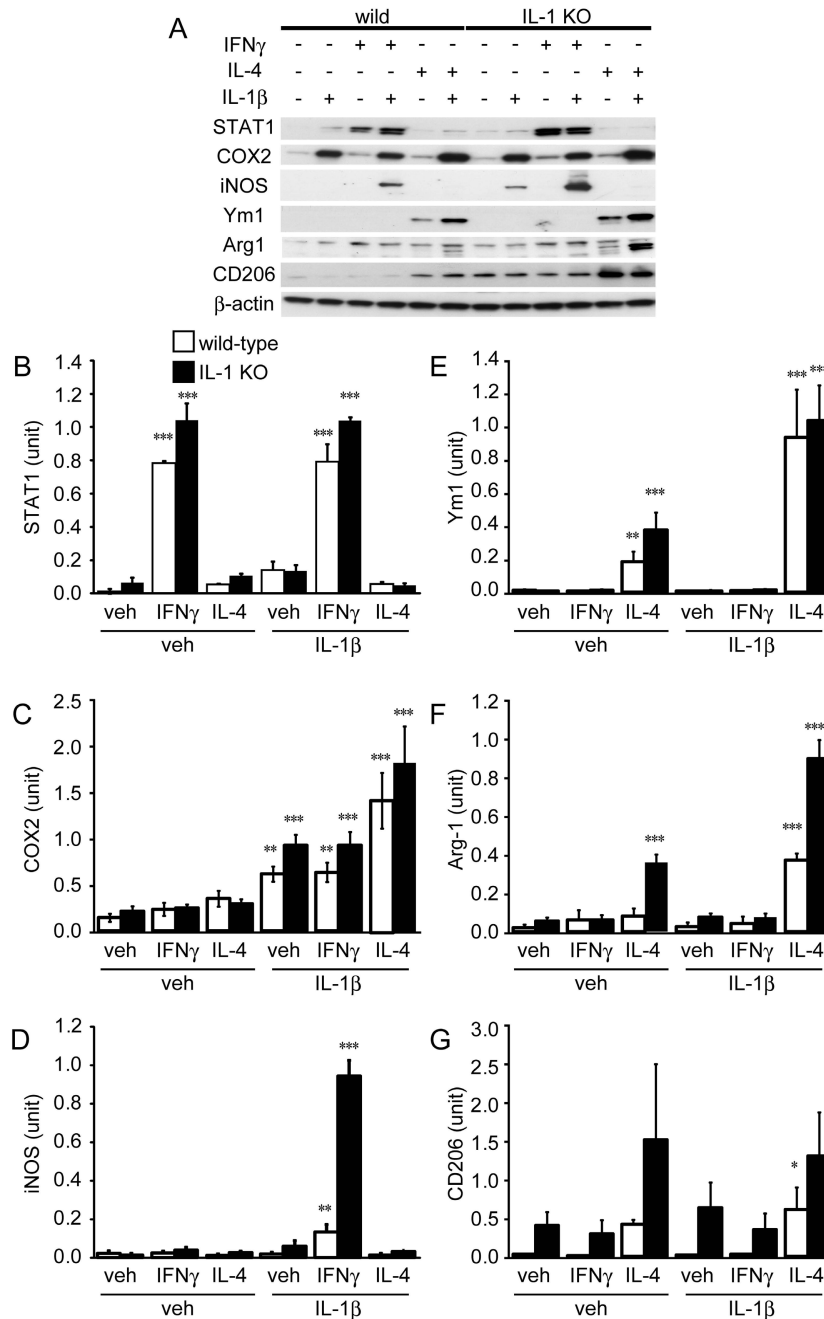 A
wild IL-1 KO
IFNγ - - + + - - - - + + - -
IL-4 - - - - + + - - - - + +
IL-1β - + - + - + - + - + - +
STAT1
COX2
iNOS
Ym1
Arg1
CD206
β-actin
wild-type
IL-1 KO
B
STAT1 (unit)
1.4
1.2
1.0
0.8
0.6
0.4
0.2
0.0
*** ***
*** ***
veh IFNγ IL-4 veh IFNγ IL-4
veh IL-1β
E
Ym1 (unit)
1.4
1.2
1.0
0.8
0.6
0.4
0.2
0.0
** ***
*** ***
veh IFNγ IL-4 veh IFNγ IL-4
veh IL-1β
C
COX2 (unit)
2.5
2.0
1.5
1.0
0.5
0.0
** ***
** ***
*** ***
veh IFNγ IL-4 veh IFNγ IL-4
veh IL-1β
F
Arg-1 (unit)
1.2
1.0
0.8
0.6
0.4
0.2
0.0
***
*** ***
veh IFNγ IL-4 veh IFNγ IL-4
veh IL-1β
D
iNOS (unit)
1.2
1.0
0.8
0.6
0.4
0.2
0.0
** ***
veh IFNγ IL-4 veh IFNγ IL-4
veh IL-1β
G
CD206 (unit)
3.0
2.5
2.0
1.5
1.0
0.5
0.0
*
veh IFNγ IL-4 veh IFNγ IL-4
veh IL-1β